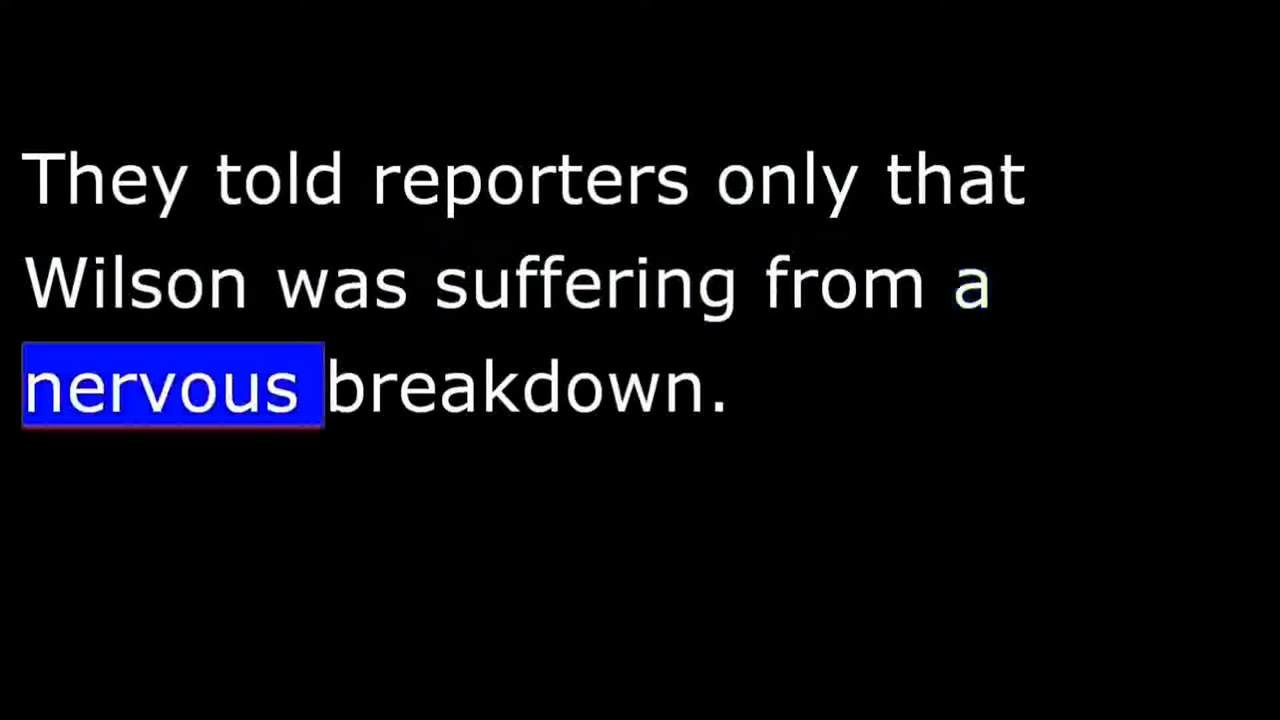 They told reporters only that
Wilson was suffering from a
nervous breakdown.